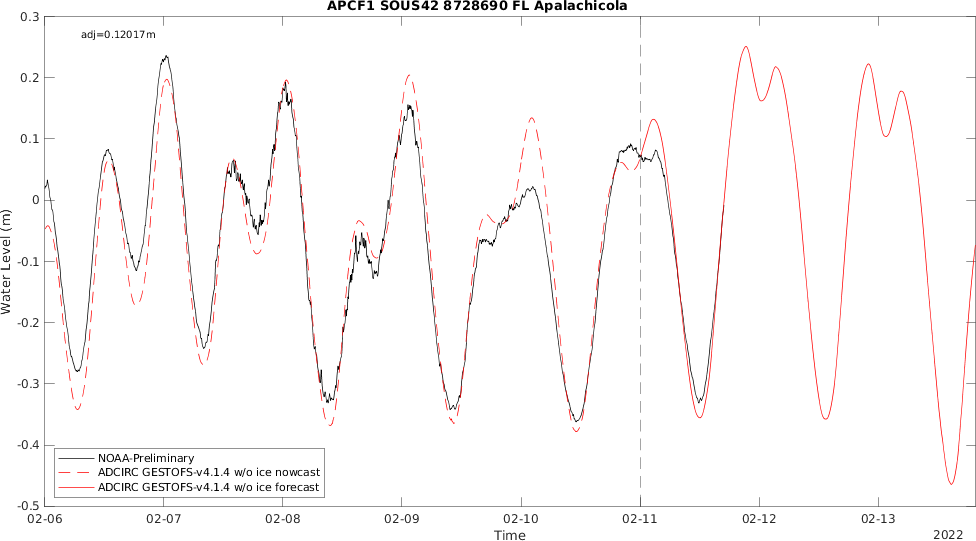 APCF1 SOUS42 8728690 FL Apalachicola
adj=0.12017m
0.3
0.2
0.1
0
-0.1
-0.2
-0.3
-0.4
-0.5
Water Level (m)
NOAA-Preliminary
ADCIRC GESTOFS-v4.1.4 w/o ice nowcast
ADCIRC GESTOFS-v4.1.4 w/o ice forecast
02-06 02-07 02-08 02-09 02-10 02-11 02-12 02-13
Time
2022